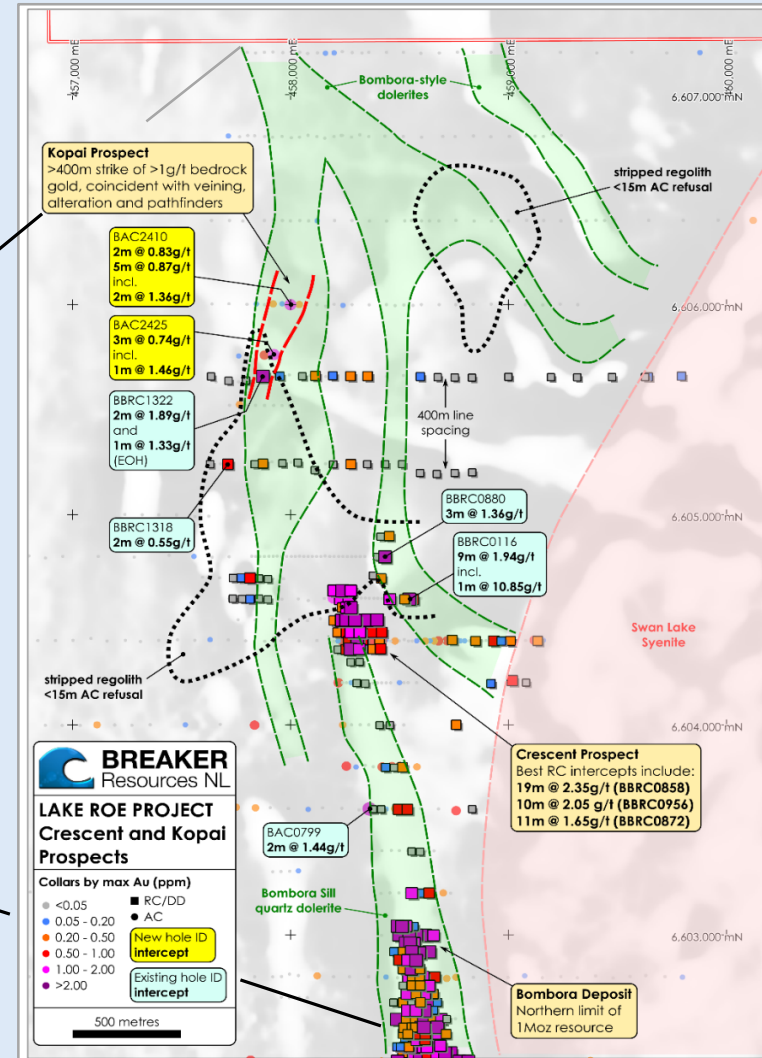 457,000 mE
458,000 mE
459,000 mE
460,000 mE
Bombora-style
dolerites
6,607,000 mN
Kopai Prospect
>400m strike of >1g/t bedrock
gold, coincident with veining,
alteration and pathfinders
stripped regolith
<15m AC refusal
BAC2410
2m @ 0.83g/t
5m @ 0.87g/t
incl.
2m @ 1.36g/t
6,606,000 mN
BAC2425
3m @ 0.74g/t
incl.
1m @ 1.46g/t
BBRC1322
2m @ 1.89g/t
and
1m @ 1.33g/t
(EOH)
400m line
spacing
BBRC0880
3m @ 1.36g/t
6,605,000 mN
BBRC1318
2m @ 0.55g/t
BBRC0116
9m @ 1.94g/t
incl.
1m @ 10.85g/t
Swan Lake
Syenite
stripped regolith
<15m AC refusal
6,604,000 mN
Crescent Prospect
Best RC intercepts include:
19m @ 2.35g/t (BBRC0858)
10m @ 2.05 g/t (BBRC0956)
11m @ 1.65g/t (BBRC0872)
BREAKER
Resources NL
LAKE ROE PROJECT
Crescent and Kopai
Prospects
Collars by max Au (ppm)
<0.05
0.05 - 0.20
0.20 - 0.50
0.50 - 1.00
1.00 - 2.00
>2.00
RC/DD
AC
New hole ID
intercept
Existing hole ID
intercept
500 metres
BAC0799
2m @ 1.44g/t
Bombora Sill
quartz dolerite
6,603,000 mN
Bombora Deposit
Northern limit of
1Moz resource